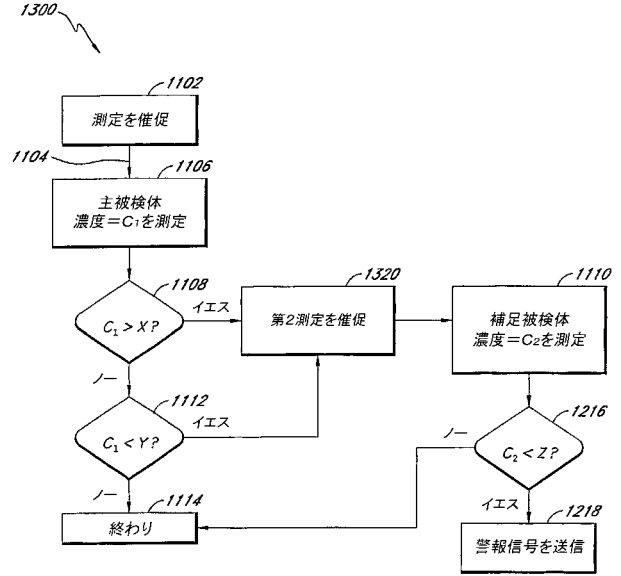 1300
1102
測定を催促
1104
1106
主被検体
濃度=C₁を測定
1108
C₁ > X?
イエス
1320
第2測定を催促
1110
補足被検体
濃度=C₂を測定
ノー
1112
C₁ < Y?
イエス
1216
C₂ < Z?
ノー
ノー
1114
終わり
イエス
1218
警報信号を送信